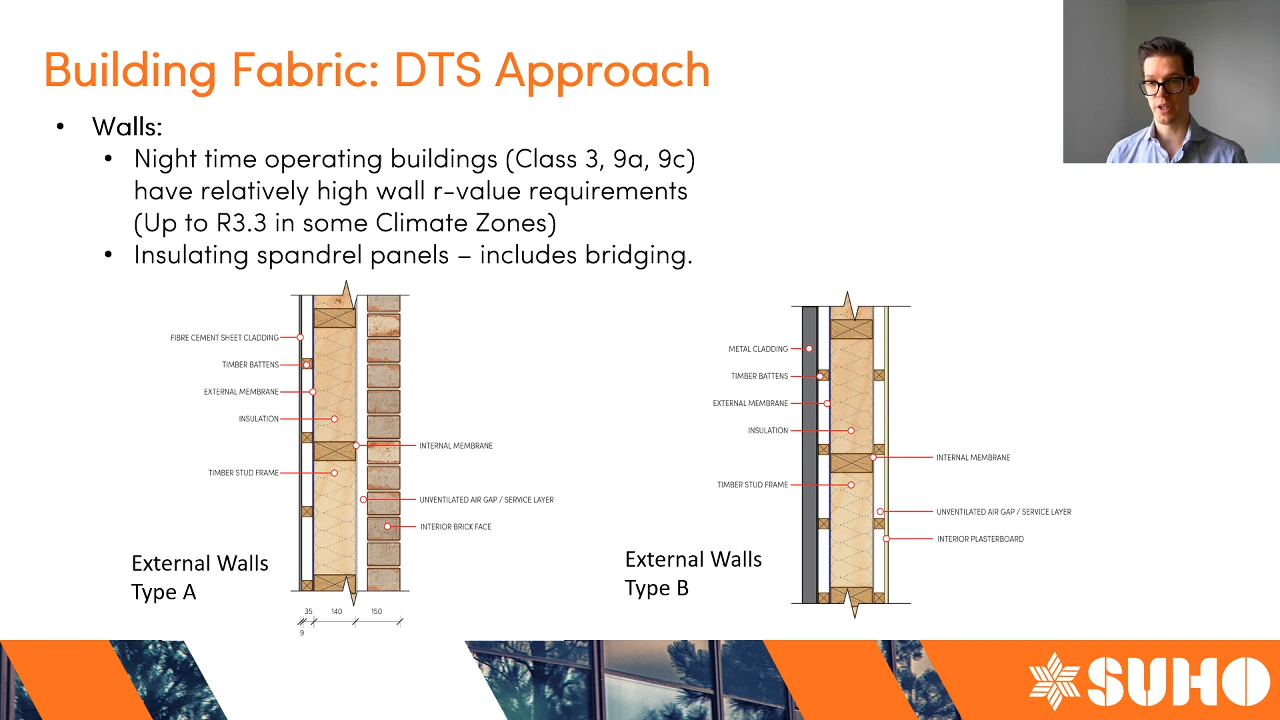 Building Fabric: DTS Approach
• Walls:
• Night time operating buildings (Class 3, 9a, 9c)
have relatively high wall r-value requirements
(Up to R3.3 in some Climate Zones)
• Insulating spandrel panels – includes bridging.
FIBRE CEMENT SHEET CLADDING
TIMBER BATTENS
EXTERNAL MEMBRANE
INSULATION
INTERNAL MEMBRANE
TIMBER STUD FRAME
UNVENTILATED AIR GAP / SERVICE LAYER
INTERIOR BRICK FACE
External Walls
Type A
35 140 150
9
METAL CLADDING
TIMBER BATTENS
EXTERNAL MEMBRANE
INSULATION
INTERNAL MEMBRANE
TIMBER STUD FRAME
UNVENTILATED AIR GAP / SERVICE LAYER
INTERIOR PLASTERBOARD
External Walls
Type B
SUHO